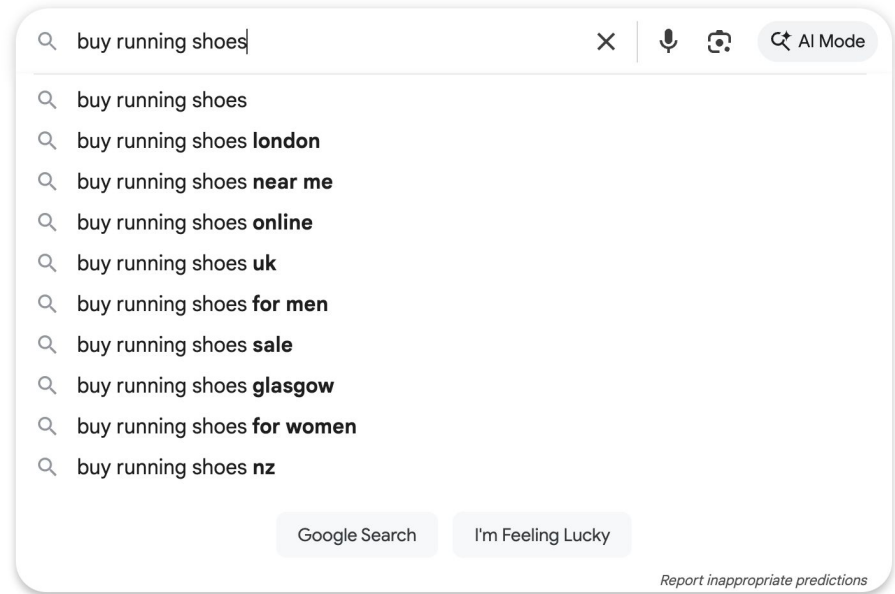 buy running shoes
AI Mode
buy running shoes
buy running shoes london
buy running shoes near me
buy running shoes online
buy running shoes uk
buy running shoes for men
buy running shoes sale
buy running shoes glasgow
buy running shoes for women
buy running shoes nz
Google Search
I'm Feeling Lucky
Report inappropriate predictions